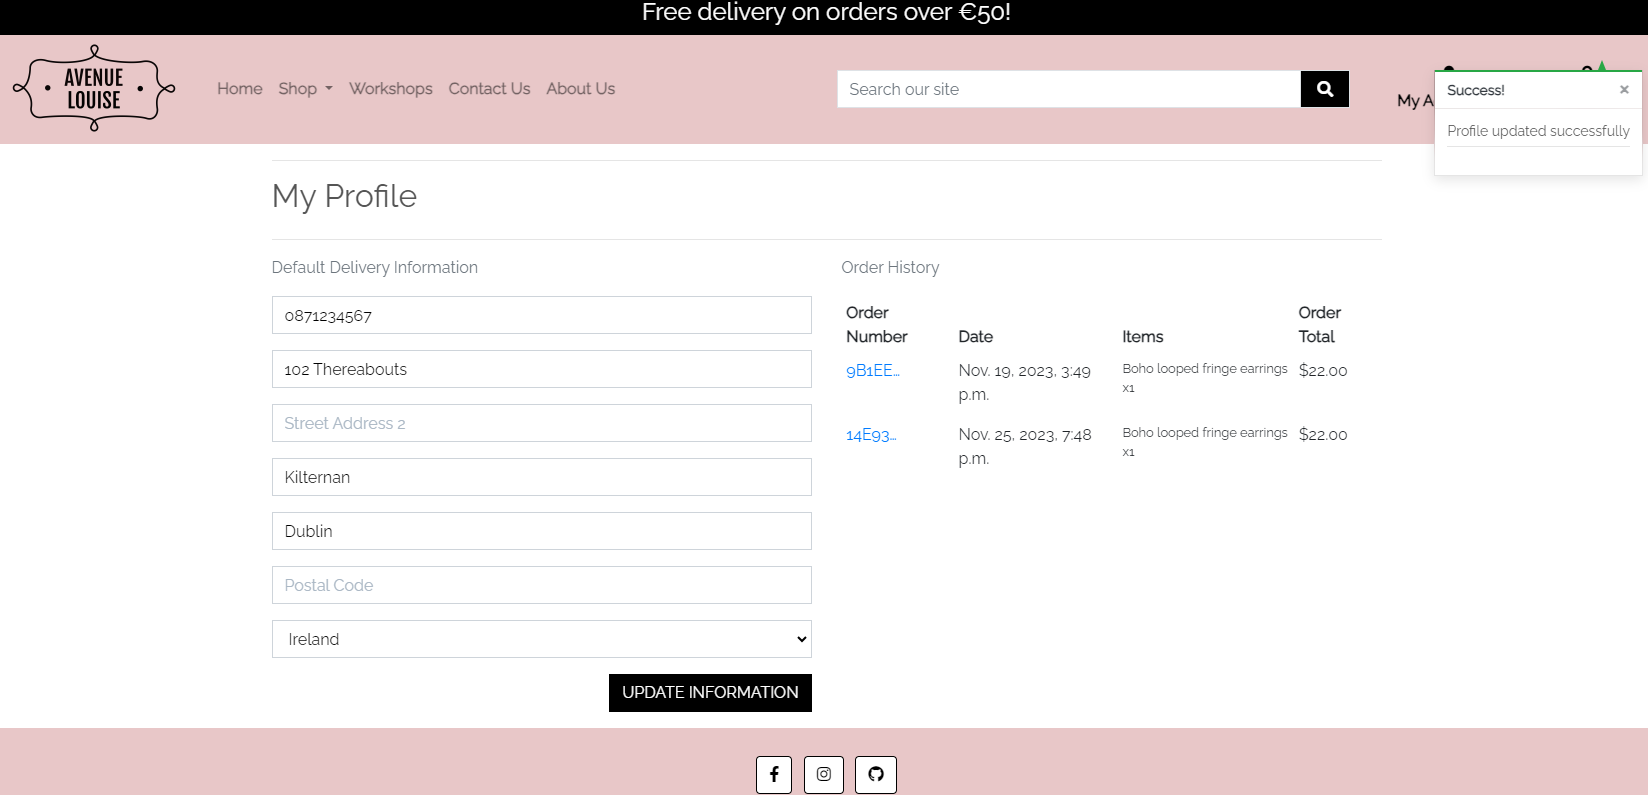 Free delivery on orders over €50!
AVENUE
LOUISE
Home Shop Workshops Contact Us About Us
Search our site
My A
Success! ×
Profile updated successfully
My Profile
Default Delivery Information
0871234567
102 Thereabouts
Street Address 2
Kilternan
Dublin
Postal Code
Ireland
UPDATE INFORMATION
Order History
Order Number Date Items Order Total
9B1EE... Nov. 19, 2023, 3:49 p.m. Boho looped fringe earrings x1 $22.00
14E93... Nov. 25, 2023, 7:48 p.m. Boho looped fringe earrings x1 $22.00